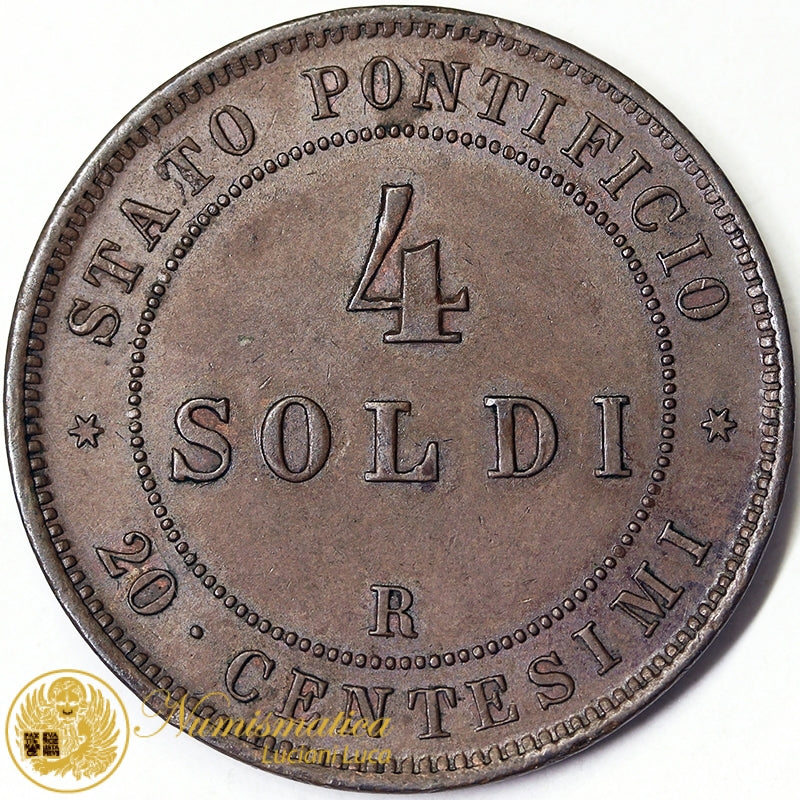 STATO PONTIFICIO
4
SOLDI
R
20 · CENTESIMI
Numismatica
Luciani Luca